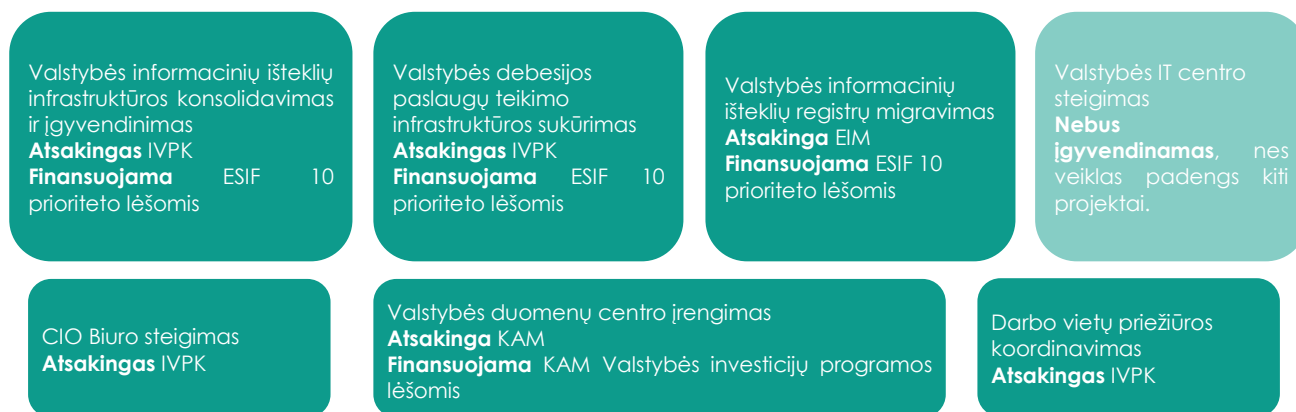 Valstybės informacinių išteklių
infrastruktūros konsolidavimas
ir įgyvendinimas
Atsakingas IVPK
Finansuojama ESIF 10
prioriteto lėšomis
Valstybės debesijos
paslaugų teikimo
infrastruktūros sukūrimas
Atsakingas IVPK
Finansuojama ESIF 10
prioriteto lėšomis
Valstybės informacinių
išteklių registrų migravimas
Atsakinga EIM
Finansuojama ESIF 10
prioriteto lėšomis
Valstybės IT centro
steigimas
Nebus
įgyvendinamas, nes
veiklas padengs kiti
projektai.
CIO Biuro steigimas
Atsakingas IVPK
Valstybės duomenų centro įrengimas
Atsakinga KAM
Finansuojama KAM Valstybės investicijų programos
lėšomis
Darbo vietų priežiūros
koordinavimas
Atsakingas IVPK